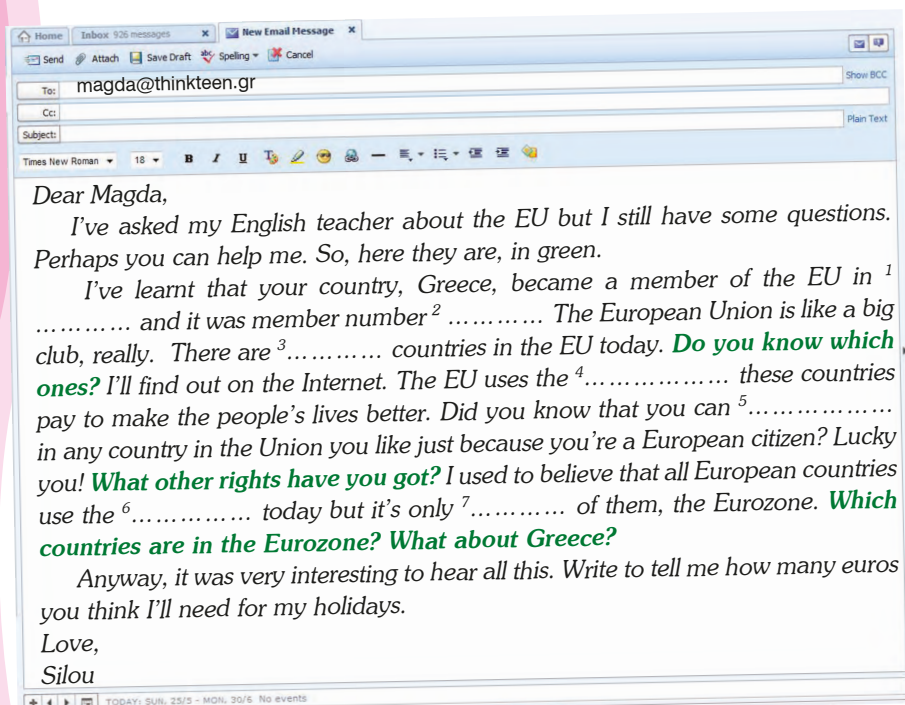 Home Inbox 926 messages x New Email Message x
Send Attach Save Draft abc Spelling Cancel
To: magda@thinkteen.gr Show BCC
Cc:
Subject: Plain Text
Times New Roman 18 B I U T
Dear Magda,
I've asked my English teacher about the EU but I still have some questions.
Perhaps you can help me. So, here they are, in green.
I've learnt that your country, Greece, became a member of the EU in 1
………… and it was member number 2 ………… The European Union is like a big
club, really. There are 3………… countries in the EU today. Do you know which
ones? I'll find out on the Internet. The EU uses the 4…………… these countries
pay to make the people's lives better. Did you know that you can 5……………
in any country in the Union you like just because you're a European citizen? Lucky
you! What other rights have you got? I used to believe that all European countries
use the 6………… today but it's only 7………… of them, the Eurozone. Which
countries are in the Eurozone? What about Greece?
Anyway, it was very interesting to hear all this. Write to tell me how many euros
you think I'll need for my holidays.
Love,
Silou
TODAY: SUN, 25/5 - MON, 30/6 No events